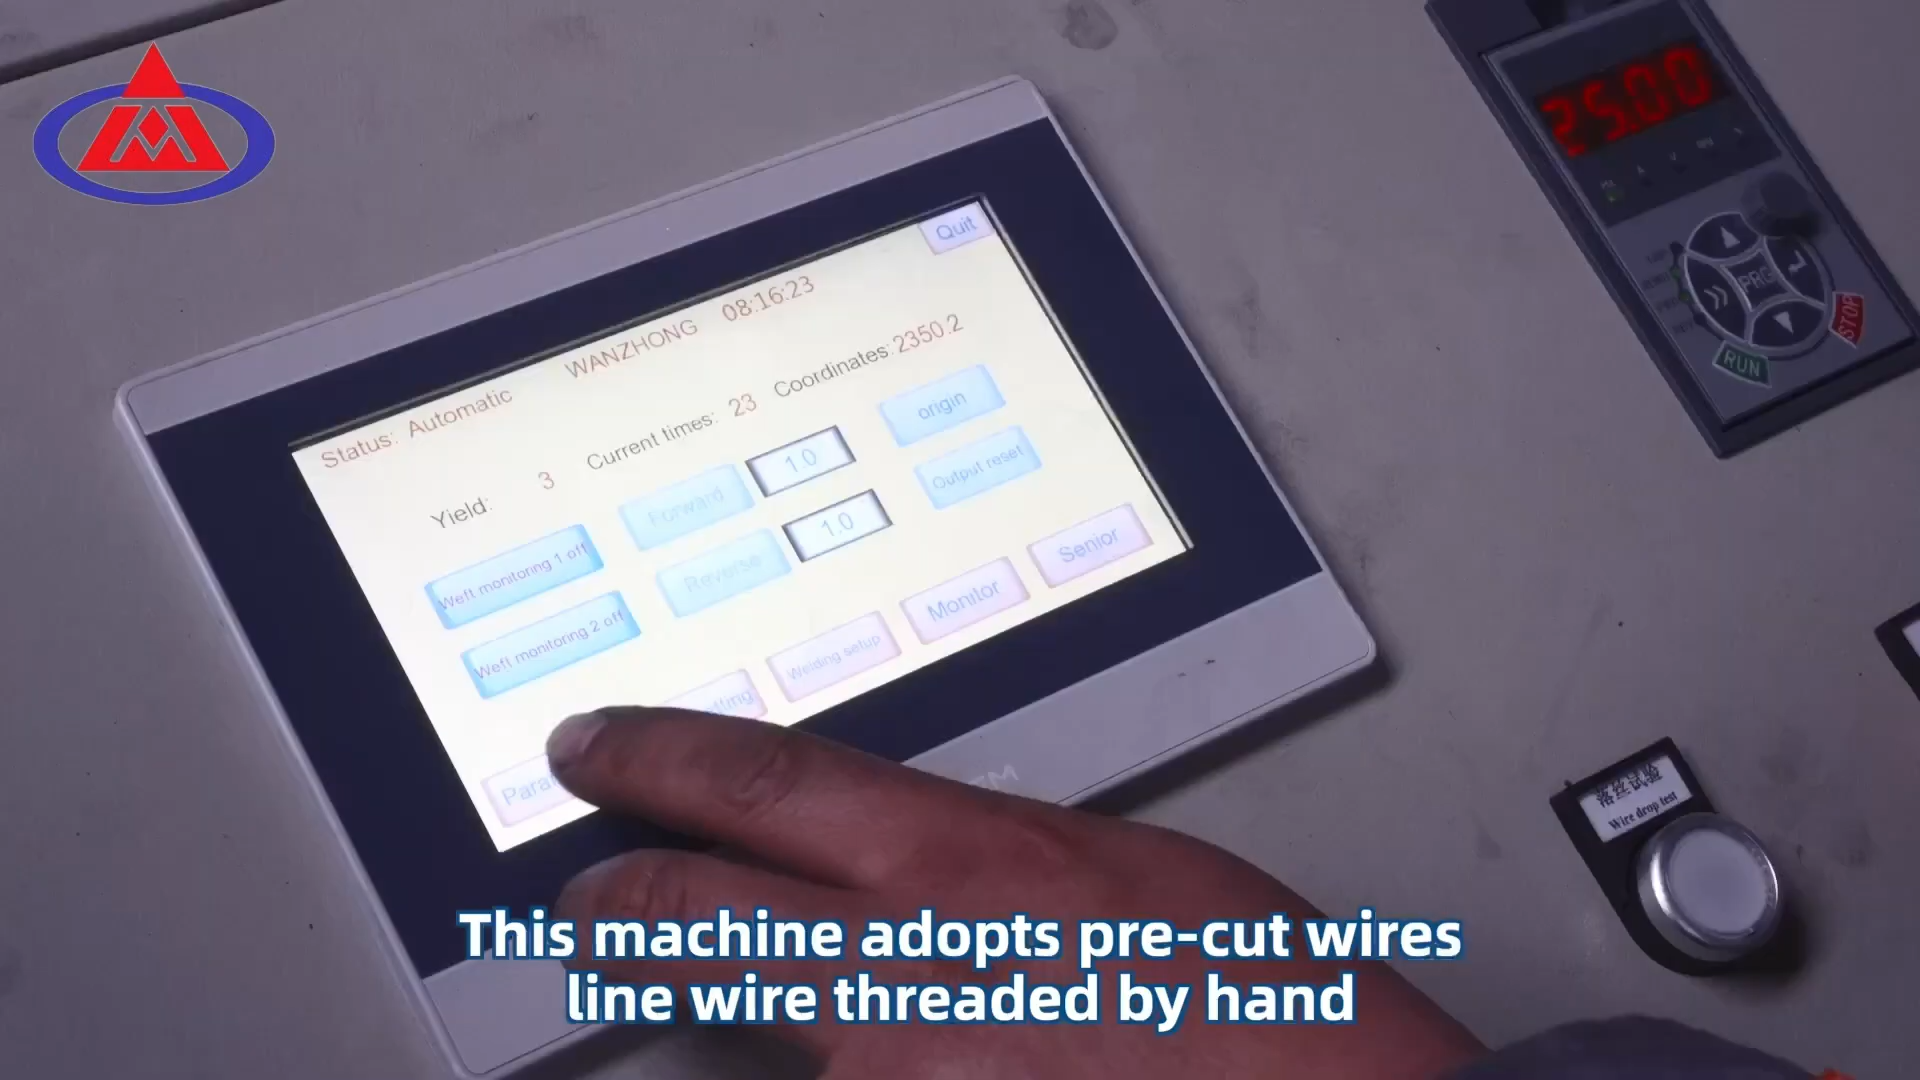 25.00
PRG
RUN
STOP
Quit
WANZHONG 08:16:23
Status: Automatic
Current times: 23 Coordinates: 2350.2
Yield: 3
Forward 1.0 origin
Reverse 1.0 Output reset
Weft monitoring 1 off
Weft monitoring 2 off
Welding setup Monitor Senior
落丝试验
Wire drop test
This machine adopts pre-cut wires
line wire threaded by hand